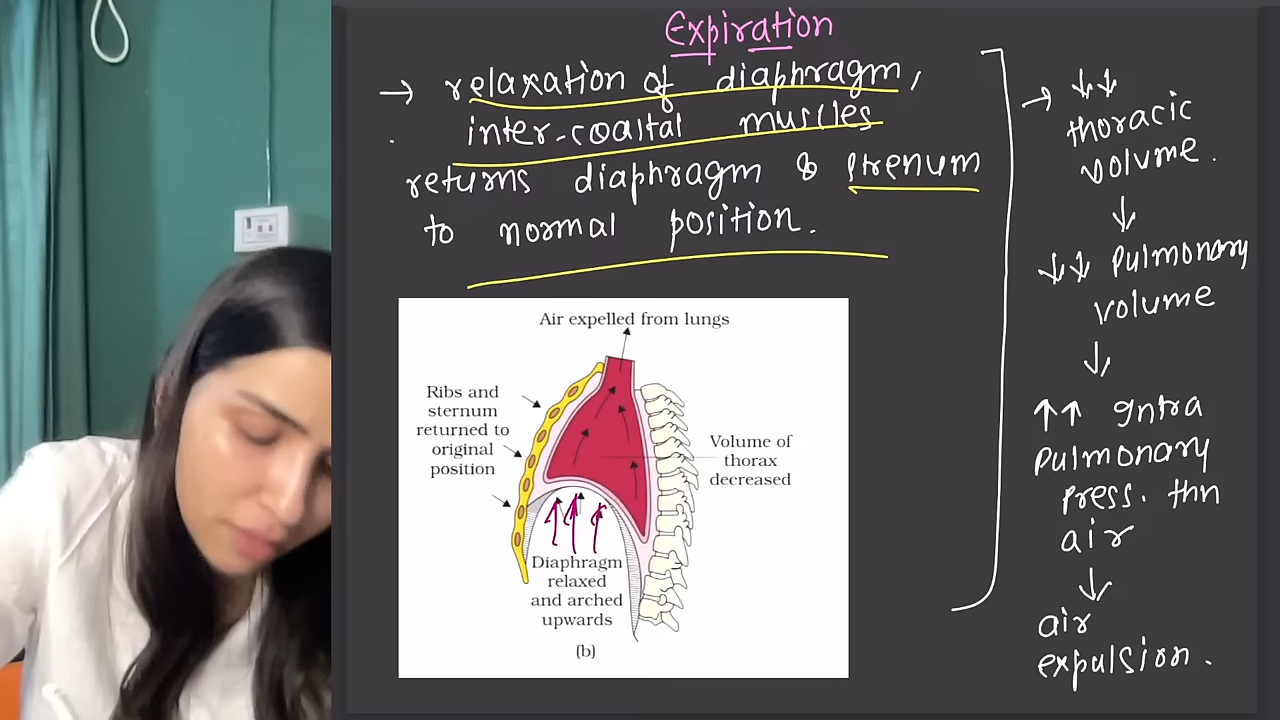 Expiration
→ relaxation of diaphragm,
inter-coaltal muscles
returns diaphragm & strenum
to normal position.
Air expelled from lungs
Ribs and
sternum
returned to
original
position
Volume of
thorax
decreased
Diaphragm
relaxed
and arched
upwards
(b)
→ ↓↓
thoracic
volume.
↓
↓↓ pulmonary
volume
↓
↑↑ Intra
pulmonary
press. thn
air
↓
air
expulsion.